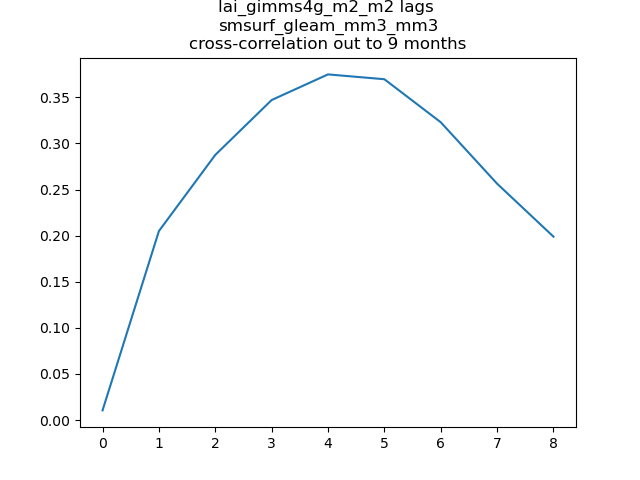 lai_gimms4g_m2_m2 lags
smsurf_gleam_mm3_mm3
cross-correlation out to 9 months
0.35
0.30
0.25
0.20
0.15
0.10
0.05
0.00
0 1 2 3 4 5 6 7 8